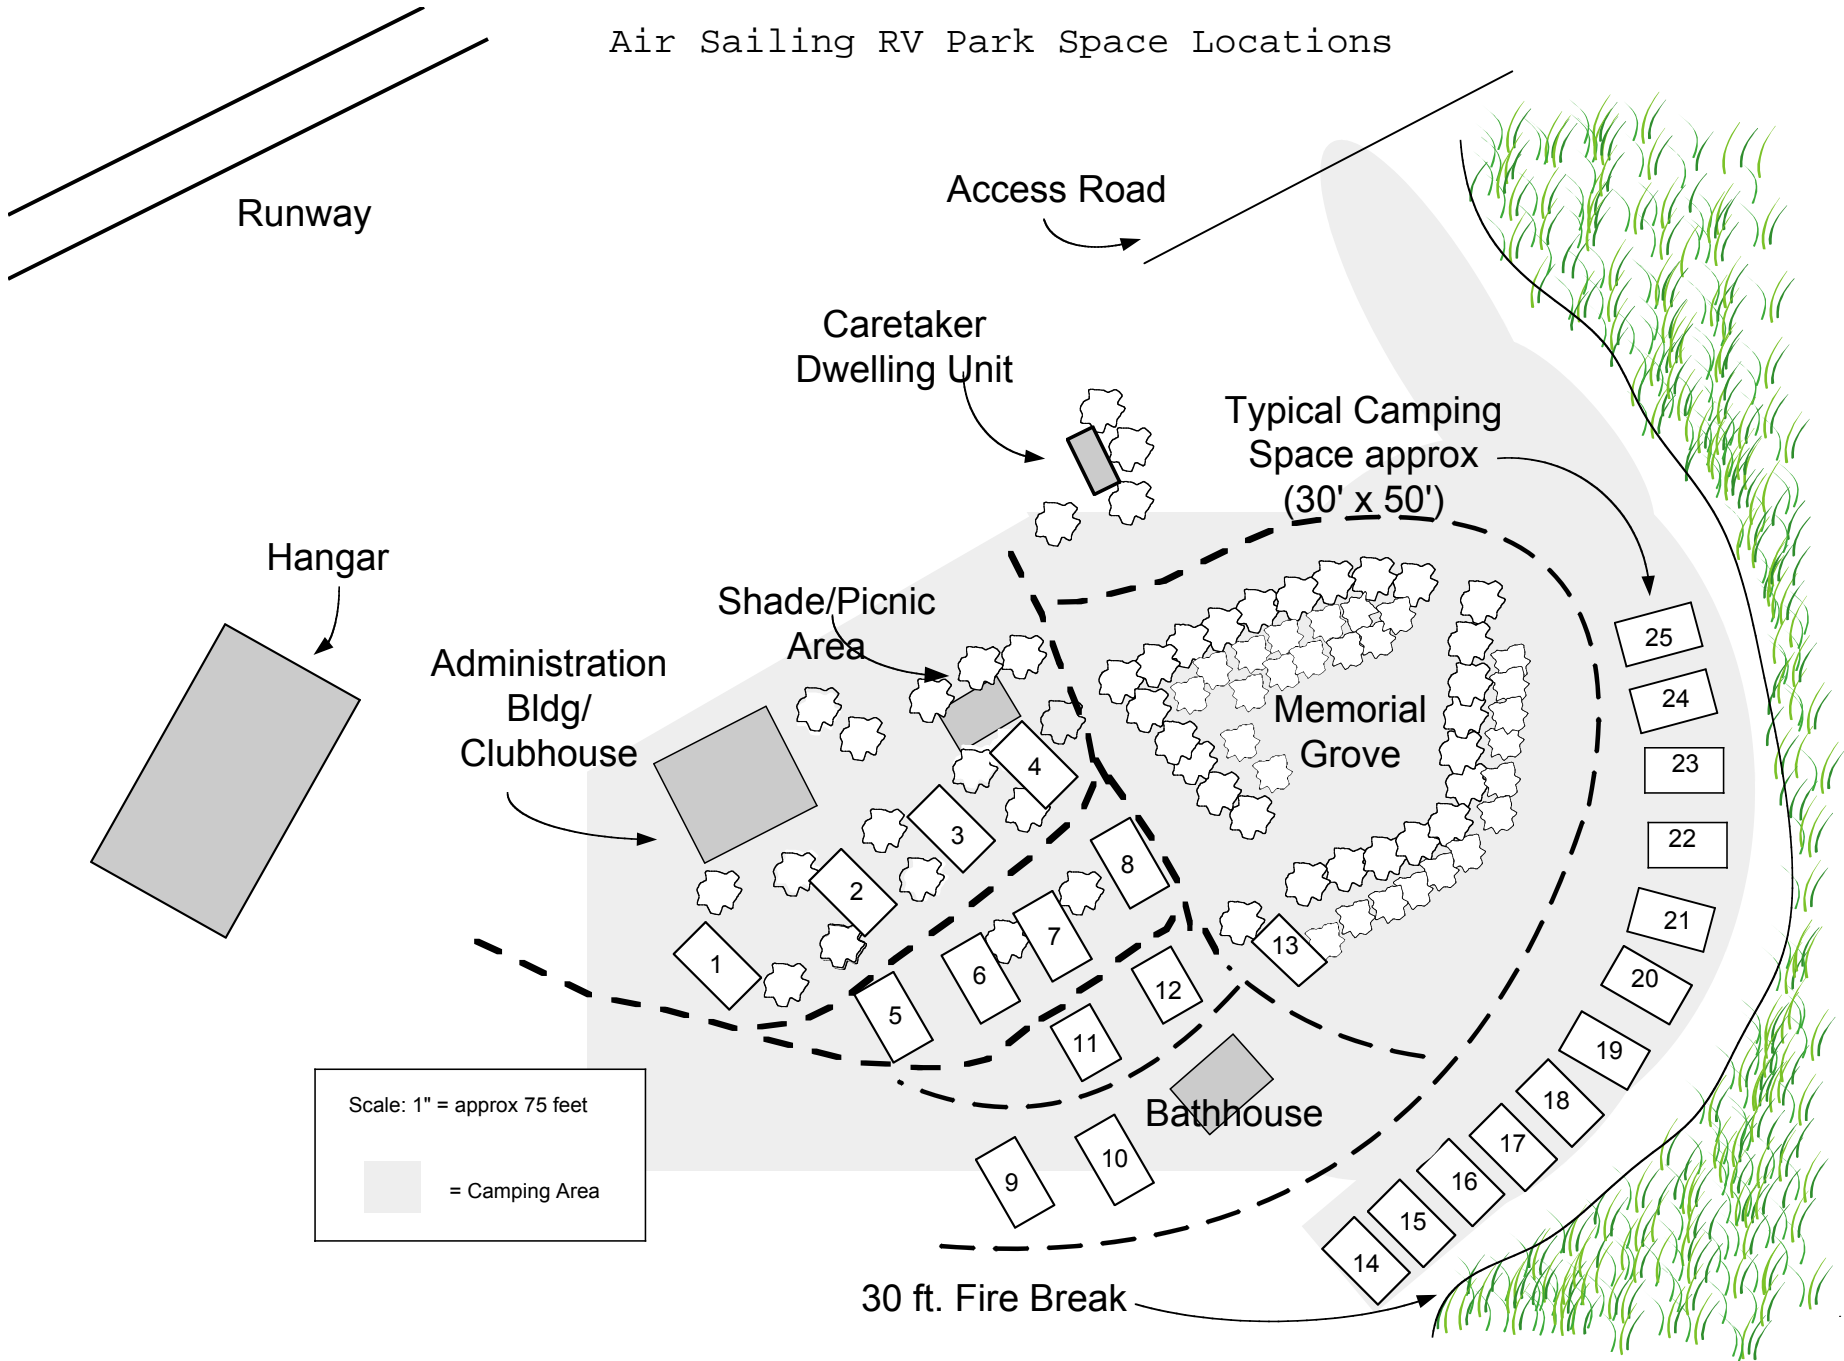 Air Sailing RV Park Space Locations
Runway
Access Road
Caretaker
Dwelling Unit
Typical Camping
Space approx
(30' x 50')
Hangar
Shade/Picnic
Area
Administration
Bldg/
Clubhouse
Memorial
Grove
25
24
23
22
21
20
19
18
17
16
15
14
4
3
2
1
8
7
6
5
13
12
11
10
9
Bathhouse
Scale: 1" = approx 75 feet
= Camping Area
30 ft. Fire Break